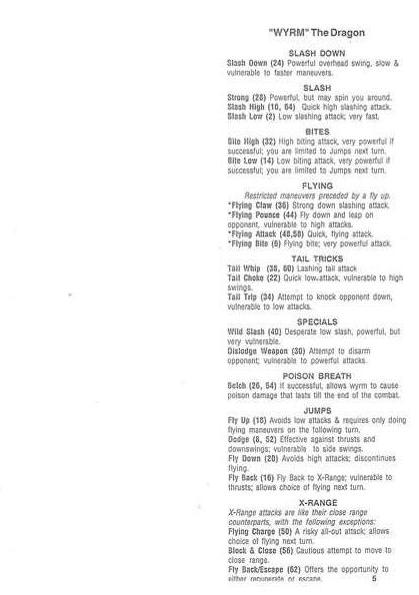 "WYRM" The Dragon
SLASH DOWN
Slash Down (24) Powerful overhead swing, slow &
vulnerable to faster maneuvers.
SLASH
Strong (28) Powerful, but may spin you around.
Slash High (10, 64) Quick high slashing attack.
Slash Low (2) Low slashing attack; very fast.
BITES
Bite High (32) High biting attack, very powerful if
successful; you are limited to Jumps next turn.
Bite Low (14) Low biting attack, very powerful if
successful; you are limited to Jumps next turn.
FLYING
Restricted maneuvers preceded by a fly up.
*Flying Claw (36) Strong down slashing attack.
*Flying Pounce (44) Fly down and leap on
opponent, vulnerable to high attacks.
*Flying Attack (48,58) Quick, flying attack.
*Flying Bite (6) Flying bite; very powerful attack.
TAIL TRICKS
Tail Whip (38, 60) Lashing tail attack
Tail Choke (22) Quick low attack, vulnerable to high
swings.
Tail Trip (34) Attempt to knock opponent down,
vulnerable to low attacks.
SPECIALS
Wild Slash (40) Desperate low slash, powerful, but
very vulnerable.
Dislodge Weapon (30) Attempt to disarm
opponent; vulnerable to powerful attacks.
POISON BREATH
Belch (26, 54) If successful, allows wyrm to cause
poison damage that lasts till the end of the combat.
JUMPS
Fly Up (18) Avoids low attacks & requires only doing
flying maneuvers on the following turn.
Dodge (8, 52) Effective against thrusts and
downswings; vulnerable to side swings.
Fly Down (20) Avoids high attacks; discontinues
flying.
Fly Back (16) Fly Back to X-Range; vulnerable to
thrusts; allows choice of flying next turn.
X-RANGE
X-Range attacks are like their close range
counterparts, with the following exceptions:
Flying Charge (50) A risky all-out attack; allows
choice of flying next turn.
Block & Close (56) Cautious attempt to move to
close range.
Fly Back/Escape (62) Offers the opportunity to
either recuperate or escape.
5